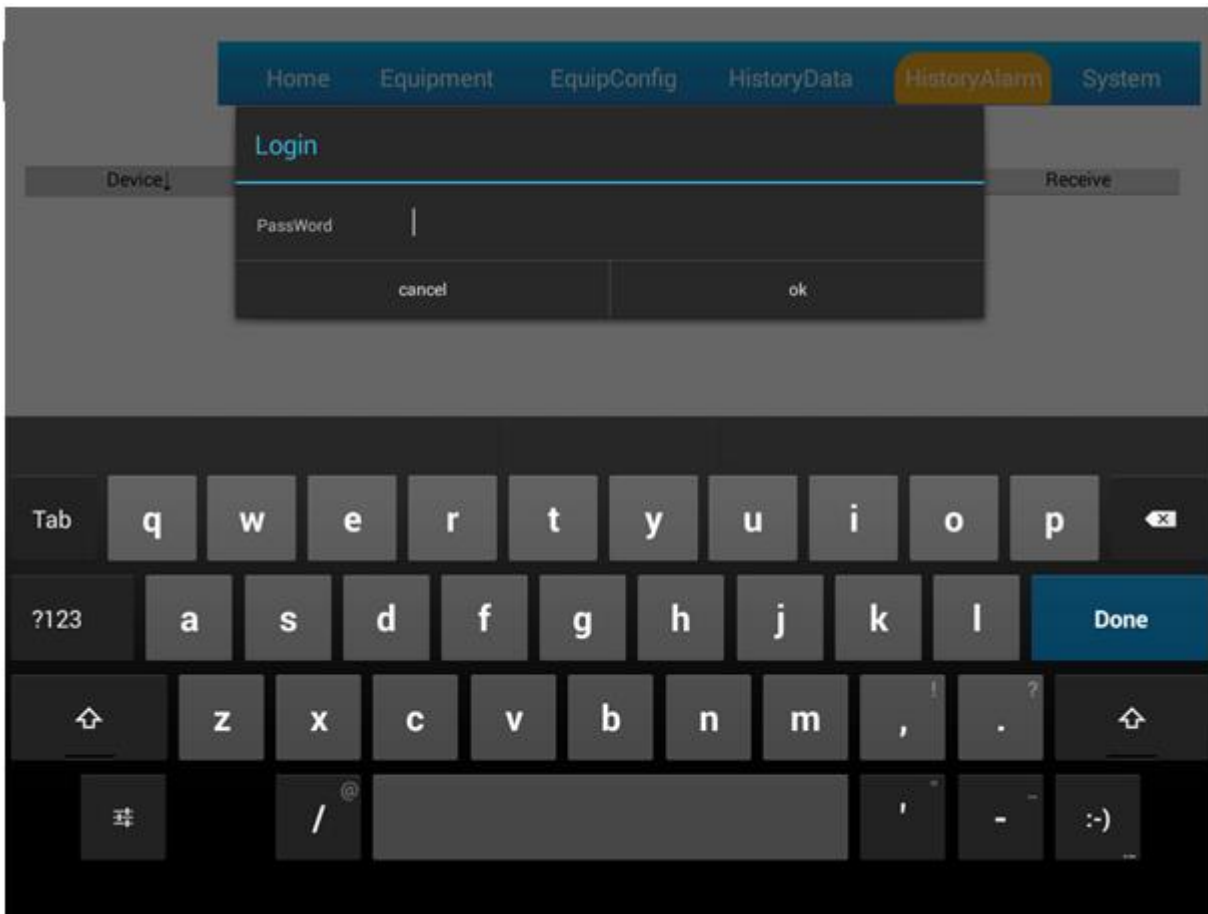 Home Equipment EquipConfig HistoryData HistoryAlarm System
Login
Device↓ Receive
PassWord
cancel ok
Tab q w e r t y u i o p
?123 a s d f g h j k l Done
z x c v b n m , ! . ?
/ @ ' " - _ :-) ...